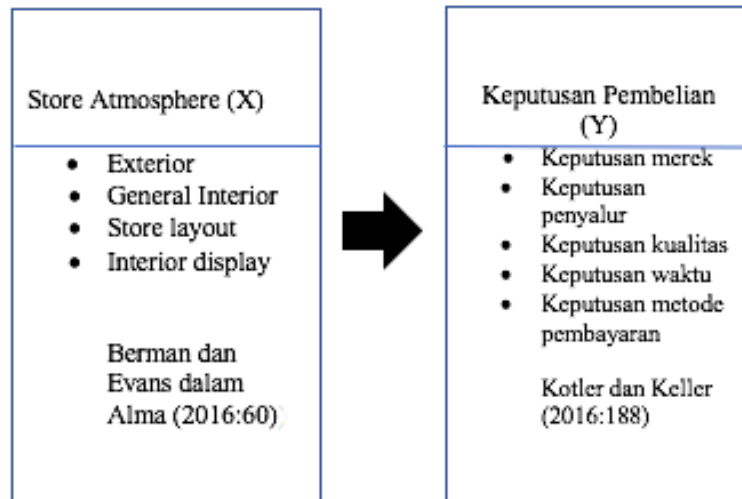 Store Atmosphere (X)
• Exterior
• General Interior
• Store layout
• Interior display
Berman dan
Evans dalam
Alma (2016:60)
Keputusan Pembelian
(Y)
• Keputusan merek
• Keputusan
penyalur
• Keputusan kualitas
• Keputusan waktu
• Keputusan metode
pembayaran
Kotler dan Keller
(2016:188)